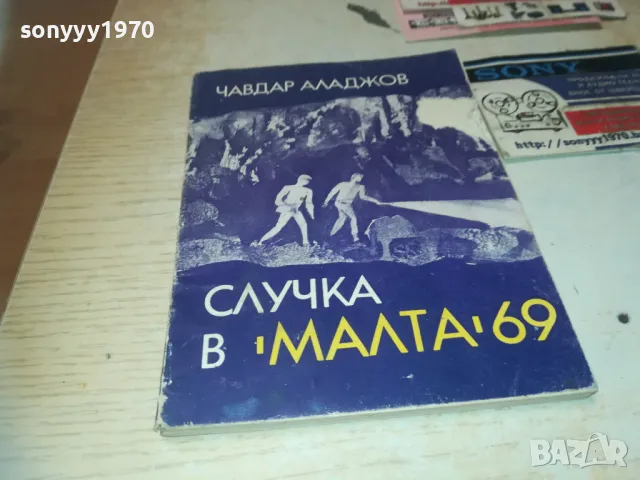 sonyyy1970
ЧАВДАР АЛАДЖОВ
СЛУЧКА
В 'МАЛТА' 69
SONY
http://sonyyy1970.
BAZAR